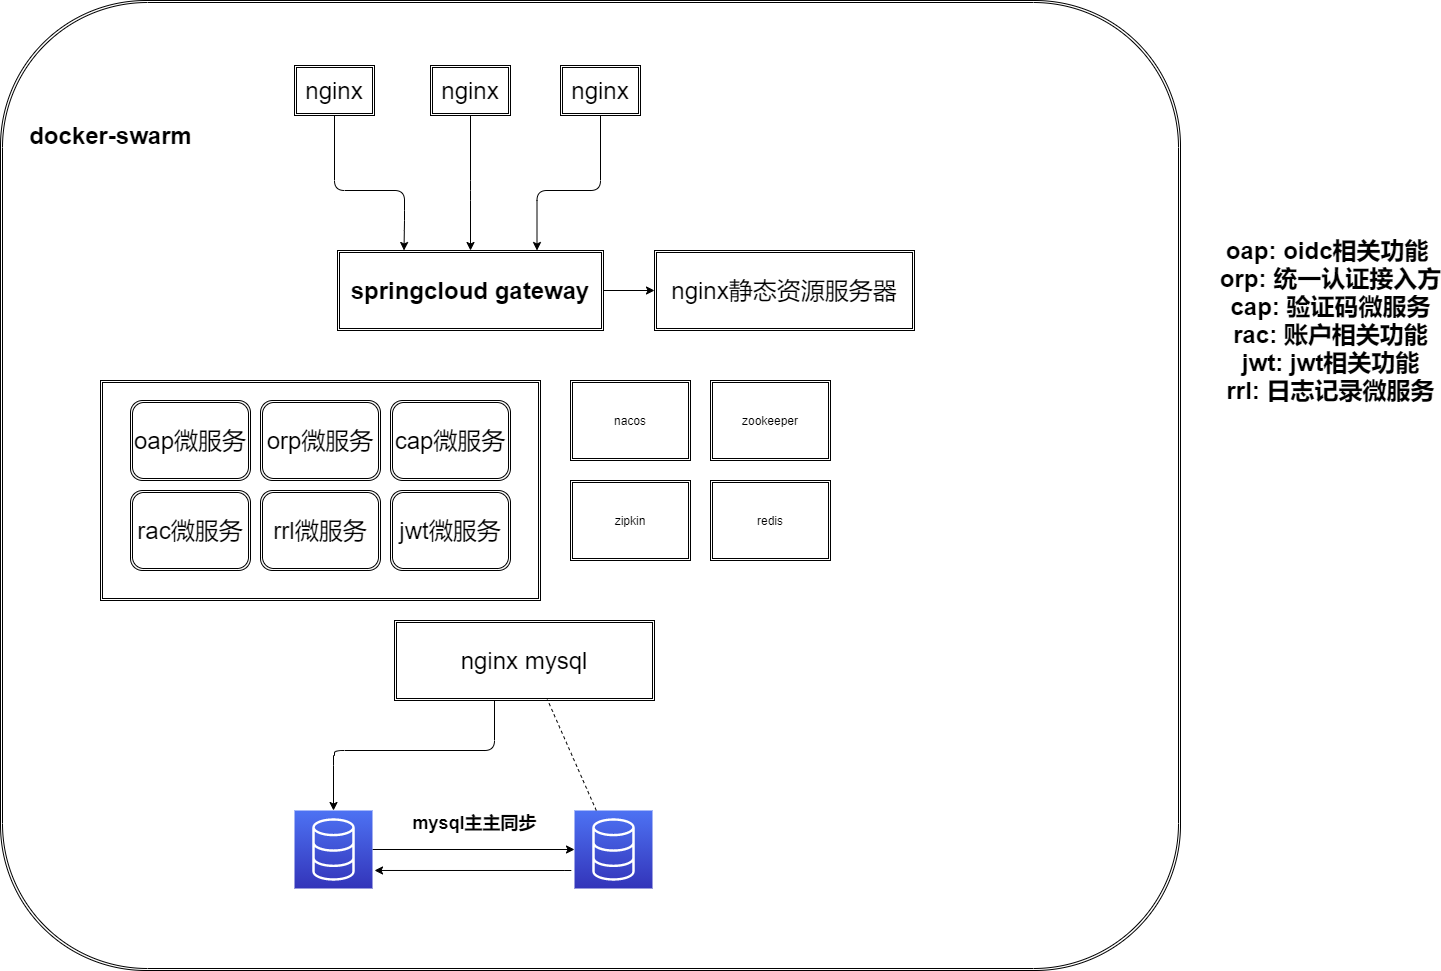 nginx
nginx
nginx
docker-swarm
springcloud gateway
nginx静态资源服务器
oap: oidc相关功能
orp: 统一认证接入方
cap: 验证码微服务
rac: 账户相关功能
jwt: jwt相关功能
rrl: 日志记录微服务
oap微服务
orp微服务
cap微服务
nacos
zookeeper
rac微服务
rrl微服务
jwt微服务
zipkin
redis
nginx mysql
mysql主主同步